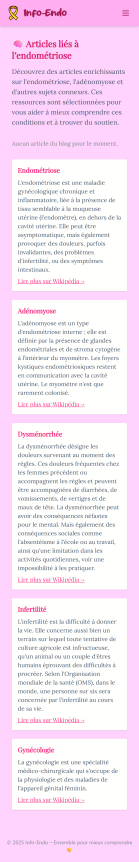 Info-Endo
Articles liés à
l'endométriose
Découvrez des articles enrichissants
sur l'endométriose, l'adénomyose et
d'autres sujets connexes. Ces
ressources sont sélectionnées pour
vous aider à mieux comprendre ces
conditions et à trouver du soutien.
Aucun article du blog pour le moment.
Endométriose
L'endométriose est une maladie
gynécologique chronique et
inflammatoire, liée à la présence de
tissu semblable à la muqueuse
utérine (l'endomètre), en dehors de la
cavité utérine. Elle peut être
asymptomatique, mais également
provoquer des douleurs, parfois
invalidantes, des problèmes
d'infertilité, ou des symptômes
intestinaux.
Lire plus sur Wikipédia →
Adénomyose
L'adénomyose est un type
d'endométriose interne ; elle est
définie par la présence de glandes
endométriales et de stroma cytogène
à l'intérieur du myomètre. Les foyers
kystiques endométriosiques restent
en communication avec la cavité
utérine. Le myomètre n'est que
rarement colonisé.
Lire plus sur Wikipédia →
Dysménorrhée
La dysménorrhée désigne les
douleurs survenant au moment des
règles. Ces douleurs fréquentes chez
les femmes précédent ou
accompagnent les règles et peuvent
être accompagnées de diarrhées, de
vomissements, de vertiges et de
maux de tête. La dysménorrhée peut
avoir des conséquences néfastes
pour le mental. Mais également des
conséquences sociales comme
l'absentéisme à l'école ou au travail,
ainsi qu'une limitation dans les
activités quotidiennes, voir une
impossibilité à les pratiquer.
Lire plus sur Wikipédia →
Infertilité
L'infertilité est la difficulté à donner
la vie. Elle concerne aussi bien un
terrain sur lequel toute tentative de
culture agricole est infructueuse,
qu'un animal ou un couple d'êtres
humains éprouvant des difficultés à
procréer. Selon l'Organisation
mondiale de la santé (OMS), dans le
monde, une personne sur six sera
concernée par l'infertilité au cours
de sa vie.
Lire plus sur Wikipédia →
Gynécologie
La gynécologie est une spécialité
médico-chirurgicale qui s'occupe de
la physiologie et des maladies de
l'appareil génital féminin.
Lire plus sur Wikipédia →
© 2025 Info-Endo – Ensemble pour mieux comprendre